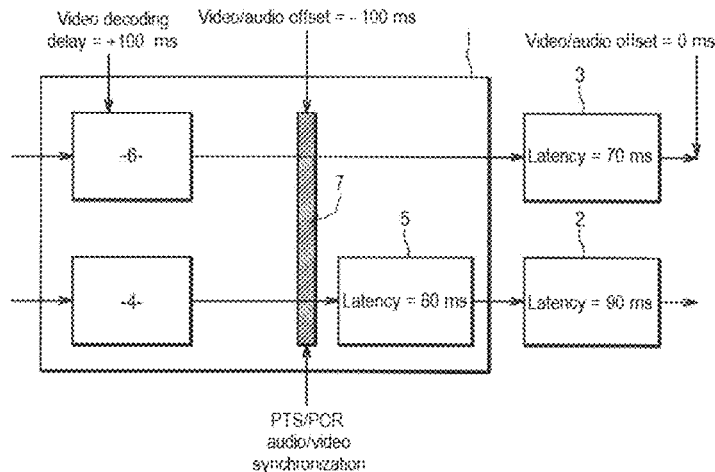 Video decoding
delay = +100 ms
Video/audio offset = - 100 ms
1
Video/audio offset = 0 ms
3
-6-
Latency = 70 ms
7
5
2
-4-
Latency = 80 ms
Latency = 90 ms
PTS/PCR
audio/video
synchronization